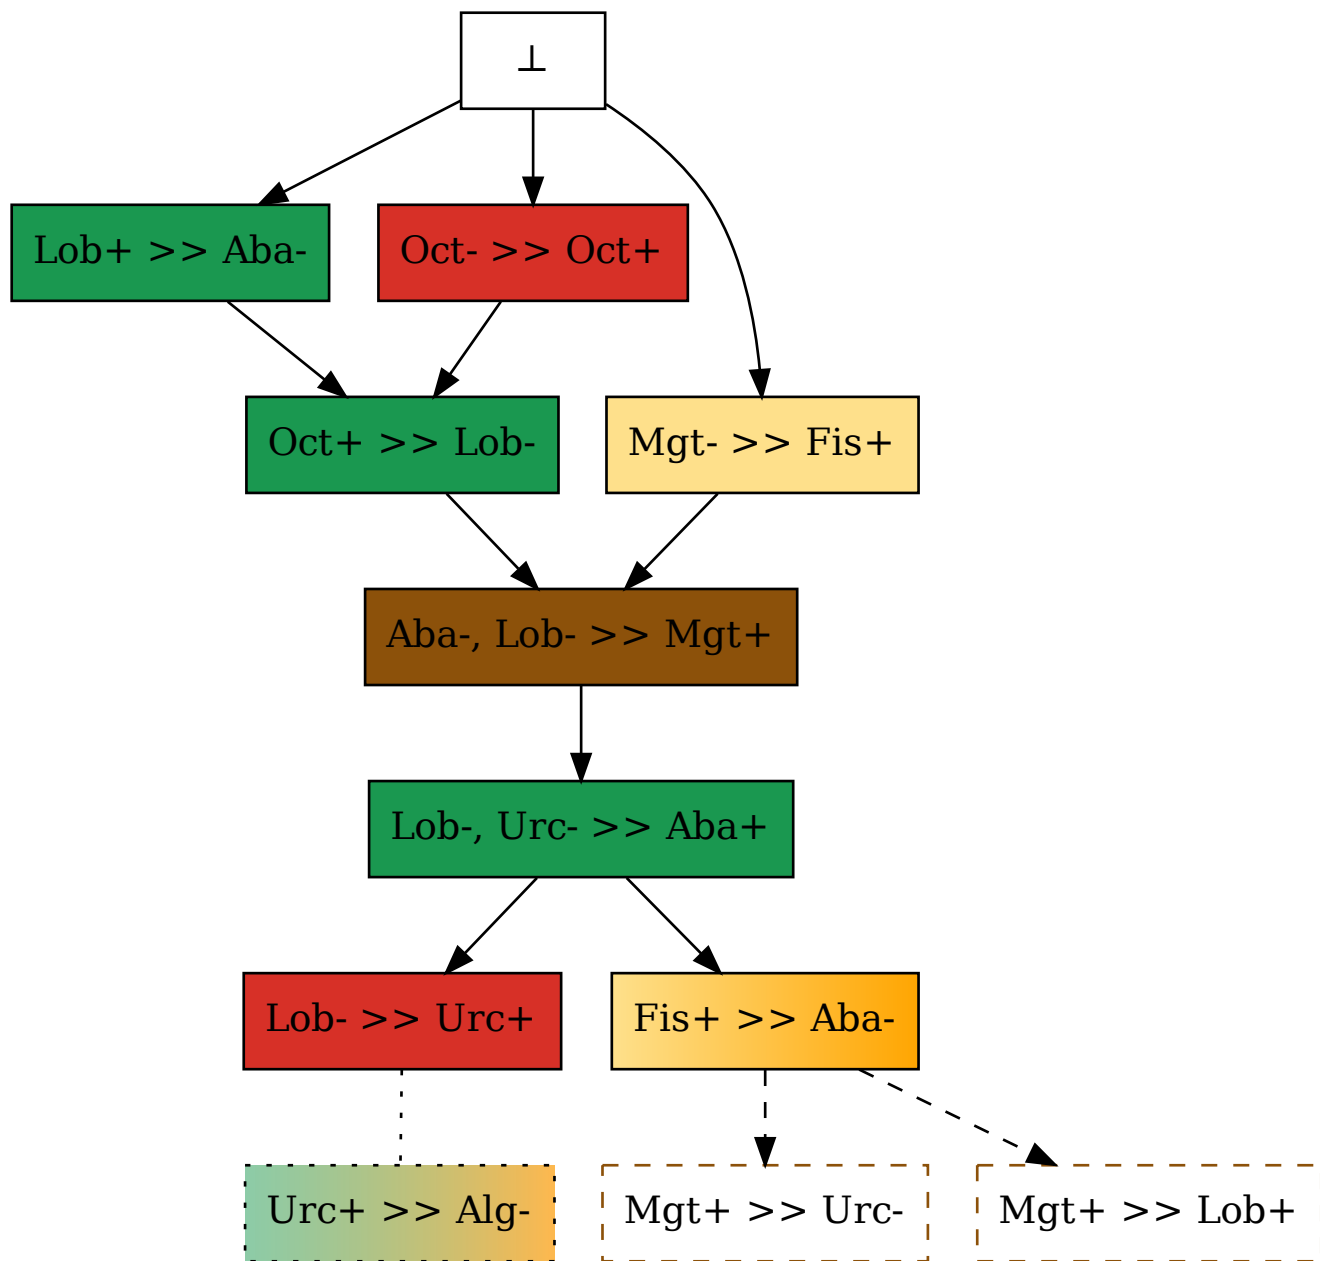 ⊥
Lob+ >> Aba-
Oct- >> Oct+
Oct+ >> Lob-
Mgt- >> Fis+
Aba-, Lob- >> Mgt+
Lob-, Urc- >> Aba+
Lob- >> Urc+
Fis+ >> Aba-
Urc+ >> Alg-
Mgt+ >> Urc-
Mgt+ >> Lob+